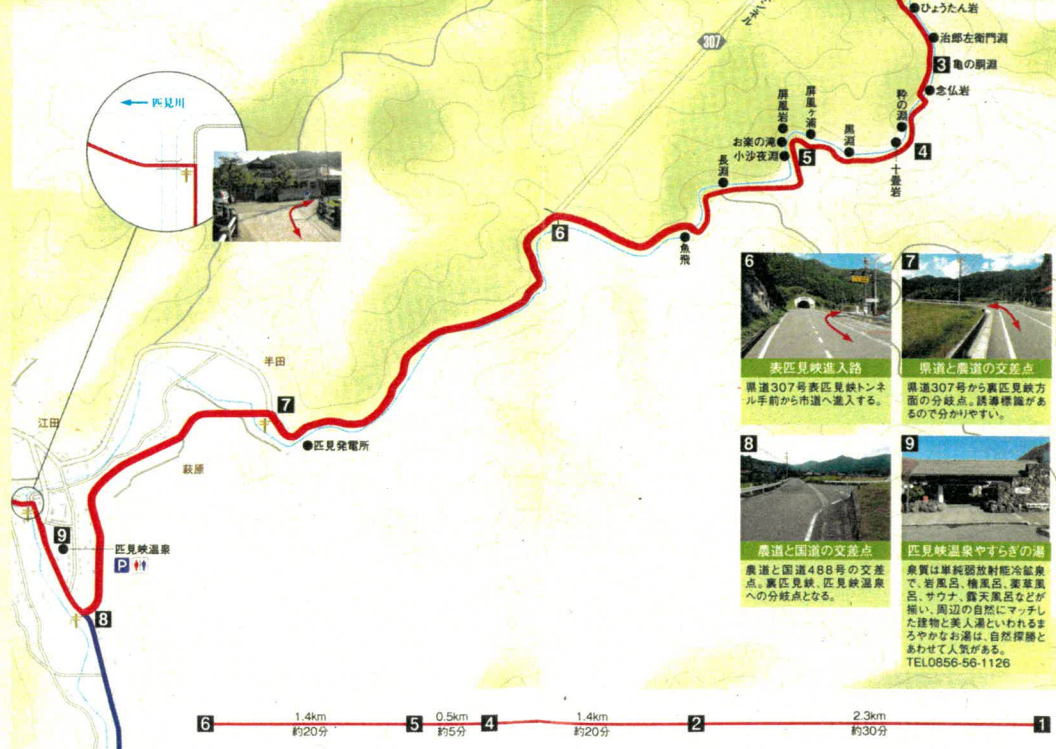 ひょうたん岩
治郎左衛門淵
3 亀の胴淵
念仏岩
307
トンネル
匹見川
屏風岩
屏風ヶ浦
お楽の滝
小沙夜淵
5
黒淵
粋の淵
4
十畳岩
長淵
魚飛
6
半田
7
匹見発電所
江田
萩原
9
匹見峡温泉
P
8
6
表匹見峡進入路
県道307号表匹見峡トンネ
ル手前から市道へ進入する。
7
県道と農道の交差点
県道307号から裏匹見峡方
面の分岐点。誘導標識があ
るので分かりやすい。
8
農道と国道の交差点
農道と国道488号の交差
点。裏匹見峡、匹見峡温泉
への分岐点となる。
9
匹見峡温泉やすらぎの湯
泉質は単純弱放射能冷鉱泉
で、岩風呂、檜風呂、薬草風
呂、サウナ、露天風呂などが
揃い、周辺の自然にマッチし
た建物と美人湯といわれるま
ろやかなお湯は、自然探勝と
あわせて人気がある。
TEL0856-56-1126
6 1.4km 5 0.5km 4 1.4km 2 2.3km 1
約20分 約5分 約20分 約30分